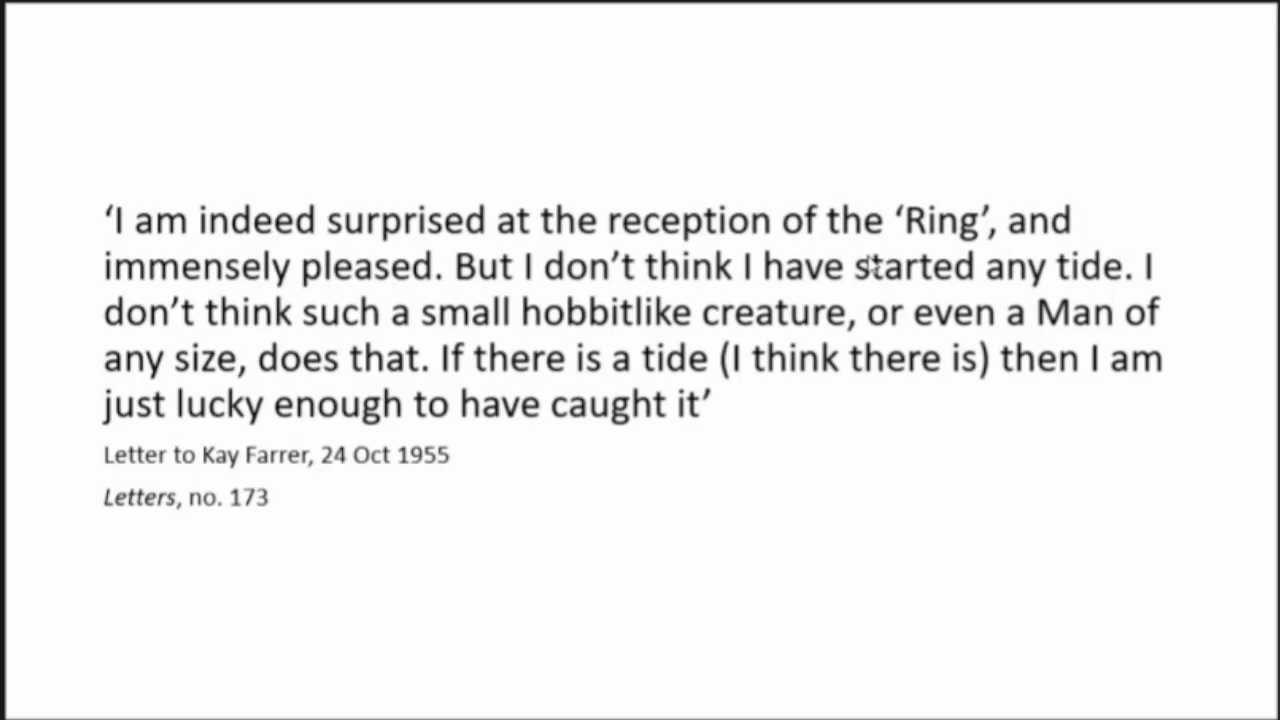 ‘I am indeed surprised at the reception of the ‘Ring’, and
immensely pleased. But I don’t think I have started any tide. I
don’t think such a small hobbitlike creature, or even a Man of
any size, does that. If there is a tide (I think there is) then I am
just lucky enough to have caught it’
Letter to Kay Farrer, 24 Oct 1955
Letters, no. 173